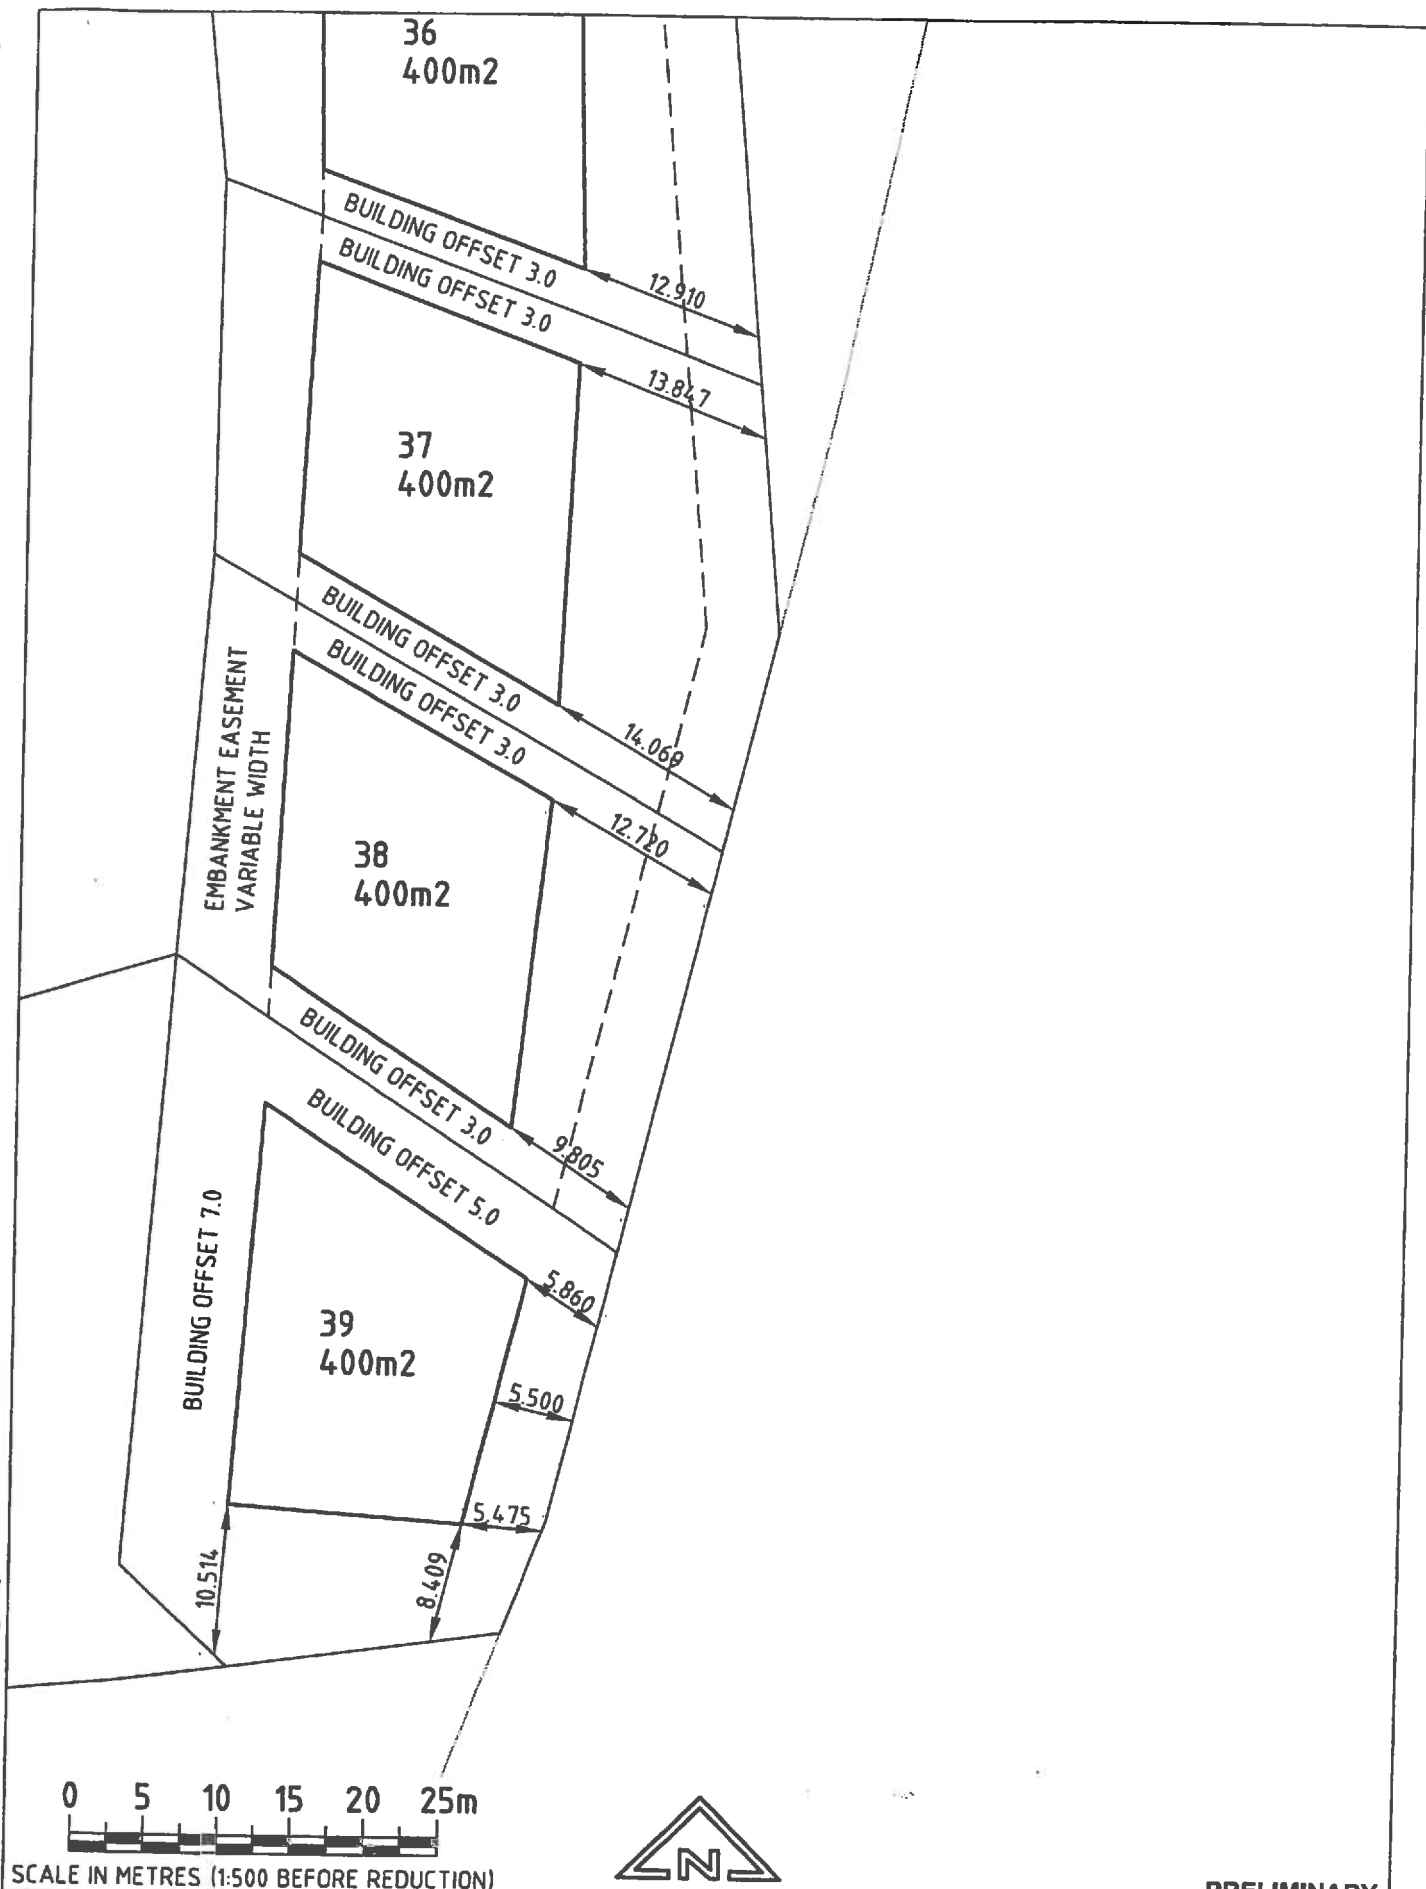 36
400m2
BUILDING OFFSET 3.0
12.910
BUILDING OFFSET 3.0
13.847
37
400m2
BUILDING OFFSET 3.0
14.069
BUILDING OFFSET 3.0
12.720
EMBANKMENT EASEMENT
VARIABLE WIDTH
38
400m2
BUILDING OFFSET 3.0
9.805
BUILDING OFFSET 5.0
5.860
BUILDING OFFSET 7.0
39
400m2
5.500
5.475
10.514
8.409
0 5 10 15 20 25m
SCALE IN METRES (1:500 BEFORE REDUCTION)
N
PRELIMINARY